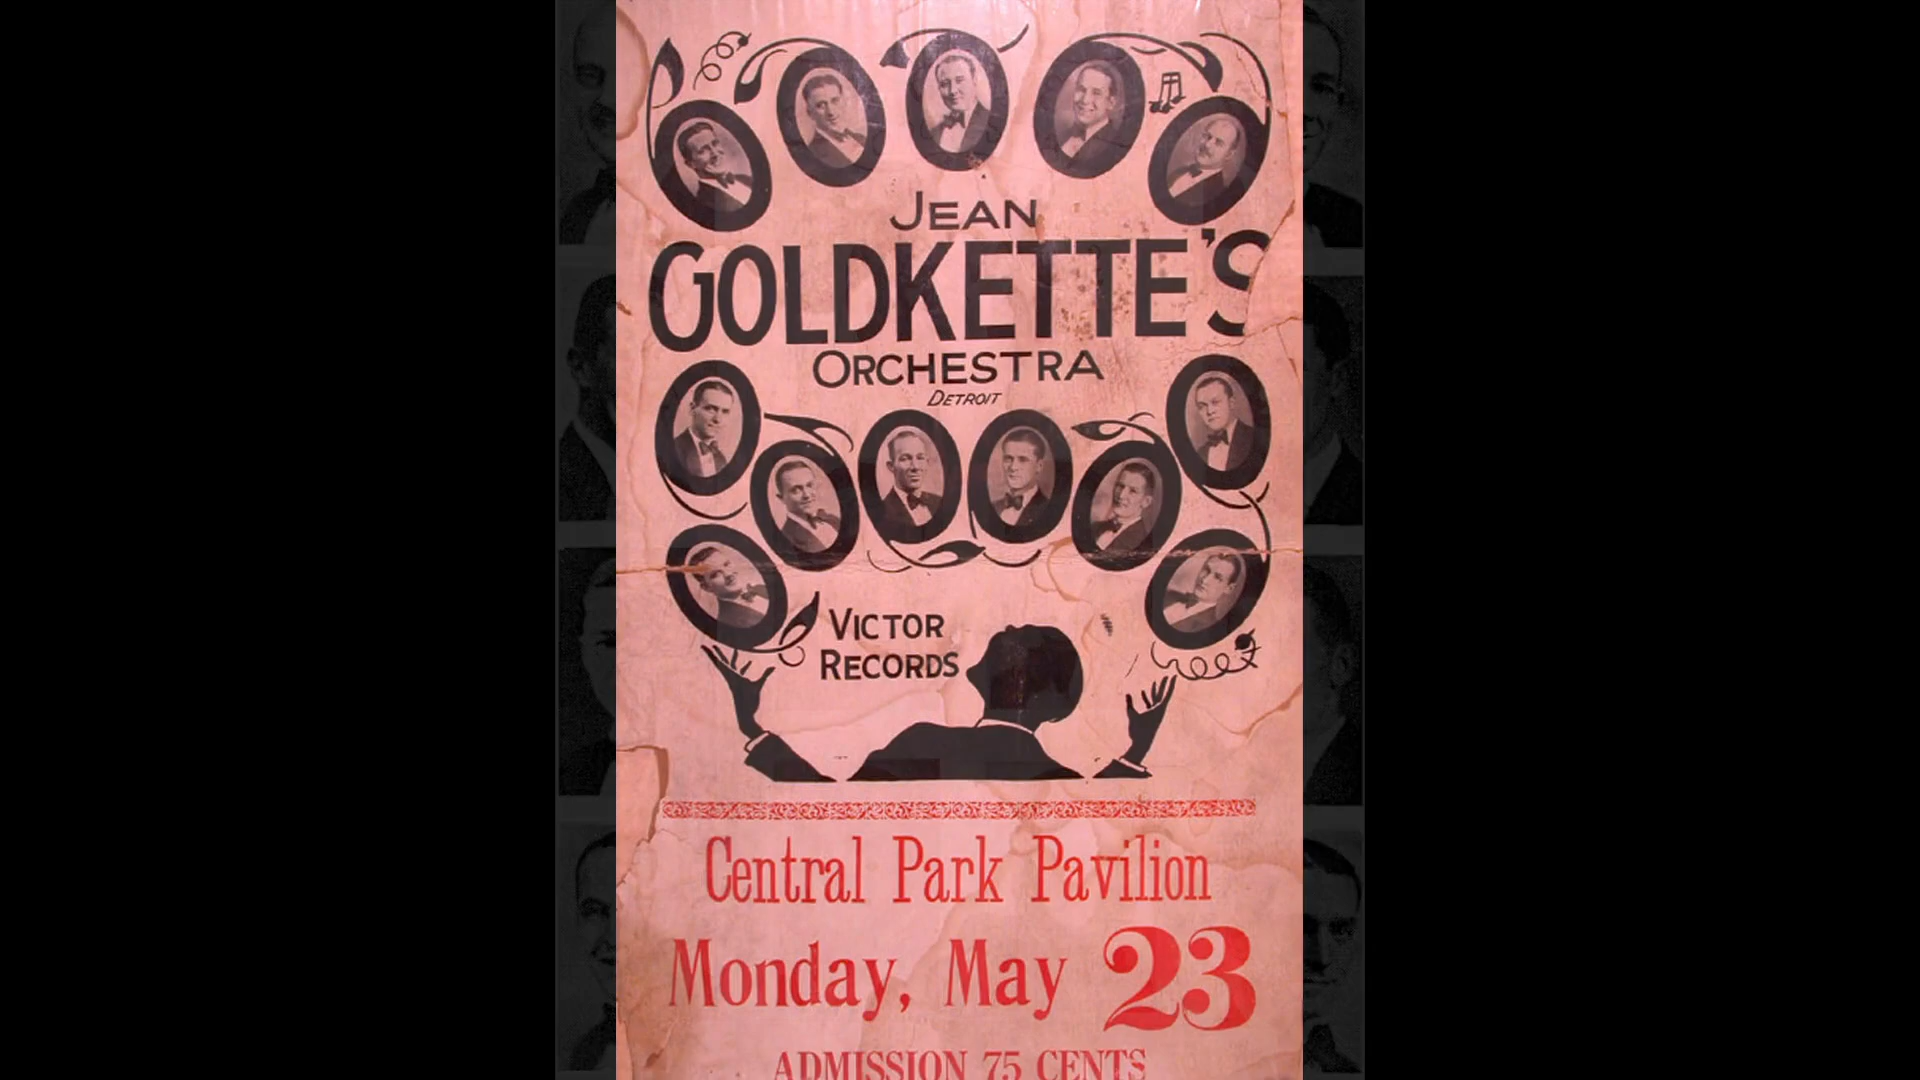 JEAN
GOLDKETTE'S
ORCHESTRA
DETROIT
VICTOR
RECORDS
Central Park Pavilion
Monday, May 23
ADMISSION 75 CENTS